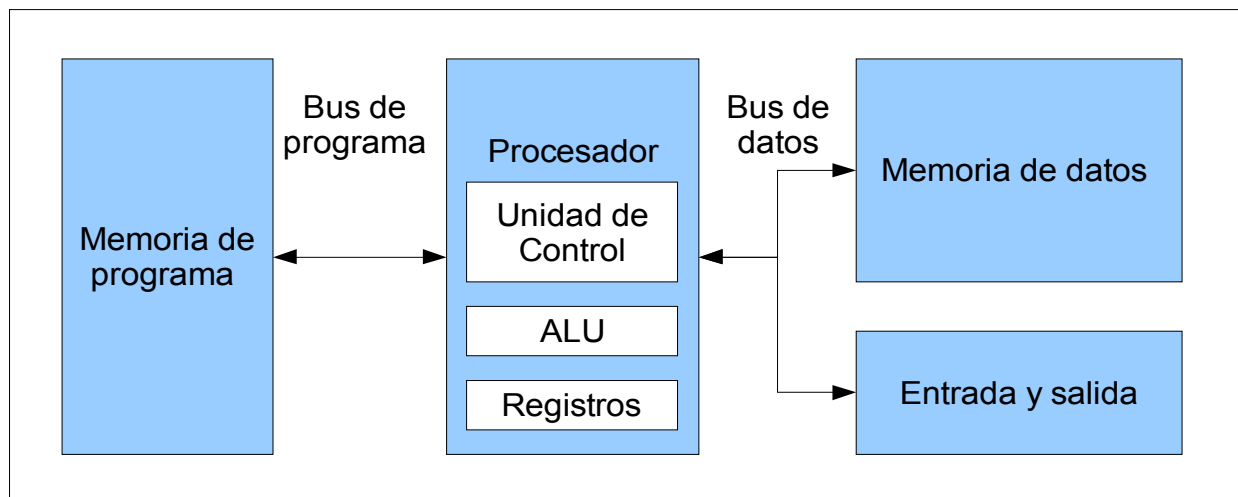 Memoria de
programa
Bus de
programa
Procesador
Unidad de
Control
ALU
Registros
Bus de
datos
Memoria de datos
Entrada y salida